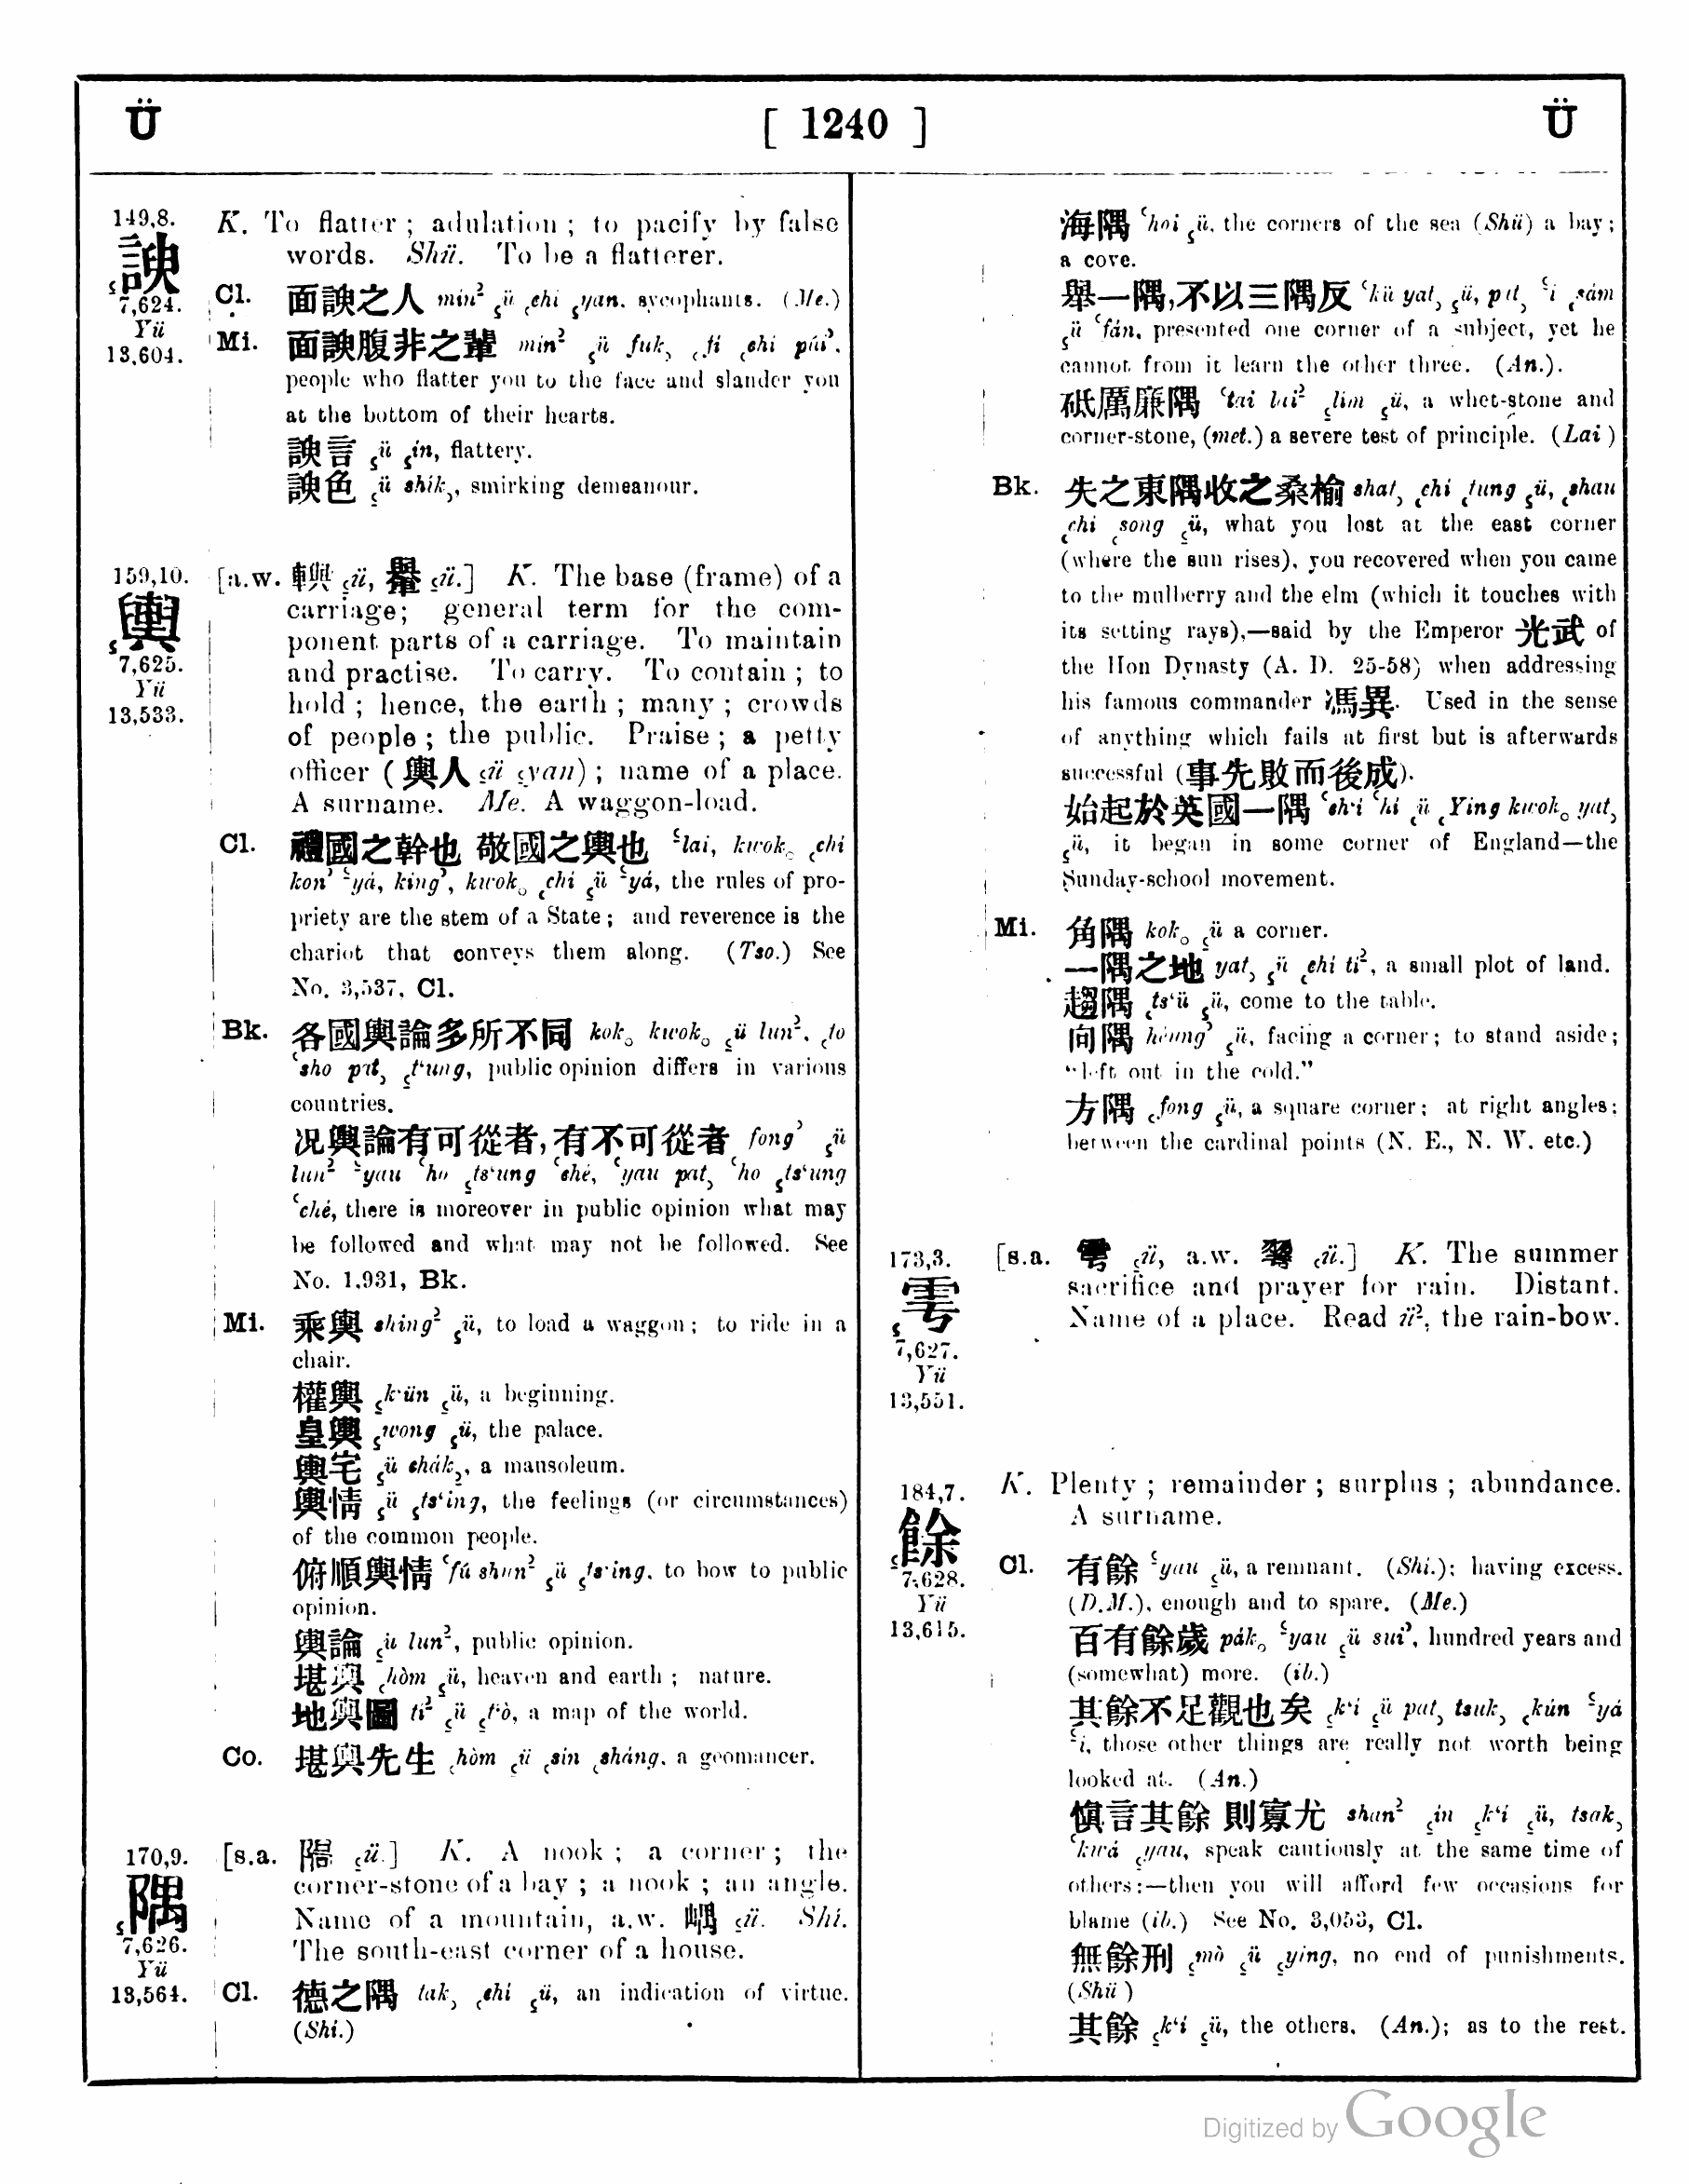 Ü [ 1240 ] Ü
149,8.
諛
7,624.
Yü
13,604.
K. To flatter ; adulation ; to pacify by false
words. Shü. To be a flatterer.
Cl. 面諛之人 mín² ꜁ü ꜀chi ꜁yan, sycophants. (Me.)
Mi. 面諛腹非之輩 mín² ꜁ü fuk꜆ ꜀fi ꜀chi púi꜄,
people who flatter you to the face and slander you
at the bottom of their hearts.
諛言 ꜁ü ꜁ín, flattery.
諛色 ꜁ü shik꜆, smirking demeanour.
159,10.
輿
7,625.
Yü
13,533.
[a.w. 轝 ꜁ü.] K. The base (frame) of a
carriage; general term for the com-
ponent parts of a carriage. To maintain
and practise. To carry. To contain ; to
hold ; hence, the earth ; many ; crowds
of people ; the public. Praise ; a petty
officer (輿人 ꜁ü ꜁yan) ; name of a place.
A surname. Me. A waggon-load.
Cl. 禮國之幹也 敬國之輿也 ꜃lai, kwok꜀ ꜀chi
kon꜄ ꜃yá, king꜄, kwok꜀ ꜀chi ꜁ü ꜃yá, the rules of pro-
priety are the stem of a State ; and reverence is the
chariot that conveys them along. (Tso.) See
No. 3,537, Cl.
Bk. 各國輿論多所不同 kok꜀ kwok꜀ ꜁ü lun², ꜀to
꜂sho pɪt꜆ ꜁t‘ung, public opinion differs in various
countries.
况輿論有可從者,有不可從者 fong꜄ ꜁ü
lun² ꜃yau ꜂ho ꜁ts‘ung ꜂ché, ꜃yau pat꜆ ꜂ho ꜁ts‘ung
꜂ché, there is moreover in public opinion what may
be followed and what may not be followed. See
No. 1,931, Bk.
Mi. 乘輿 shing² ꜁ü, to load a waggon ; to ride in a
chair.
權輿 ꜁k‘ün ꜁ü, a beginning.
皇輿 ꜁wong ꜁ü, the palace.
輿宅 ꜁ü chák꜇, a mausoleum.
輿情 ꜁ü ꜁ts‘ing, the feelings (or circumstances)
of the common people.
俯順輿情 ꜂fú shun² ꜁ü ꜁ts‘ing, to bow to public
opinion.
輿論 ꜁ü lun², public opinion.
堪輿 ꜀hòm ꜁ü, heaven and earth ; nature.
地輿圖 ti² ꜁ü ꜁t‘ò, a map of the world.
Co. 堪輿先生 ꜀hòm ꜁ü ꜀sin ꜀sháng, a geomancer.
170,9.
隅
7,626.
Yü
13,564.
[s.a. ꜁ü.] K. A nook ; a corner ; the
corner-stone of a bay ; a nook ; an angle.
Name of a mountain, a.w. 嵎 ꜁ü. Shí.
The south-east corner of a house.
Cl. 德之隅 tak꜆ ꜀chi ꜁ü, an indication of virtue.
(Shí.)
海隅 ꜂hoi ꜁ü, the corners of the sea (Shü) a bay ;
a cove.
舉一隅,不以三隅反 ꜂kü yat꜆ ꜁ü, pɪt꜆ ꜃i ꜀sám
꜁ü ꜂fán, presented one corner of a subject, yet he
cannot from it learn the other three. (An.).
砥厲廉隅 ꜂tai lai² ꜁lim ꜁ü, a whet-stone and
corner-stone, (met.) a severe test of principle. (Lai)
Bk. 失之東隅收之桑榆 shat꜆ ꜀chi ꜀tung ꜁ü, ꜀shau
꜀chi ꜀song ꜁ü, what you lost at the east corner
(where the sun rises), you recovered when you came
to the mulberry and the elm (which it touches with
its setting rays),—said by the Emperor 光武 of
the Hon Dynasty (A. D. 25-58) when addressing
his famous commander 馮異. Used in the sense
of anything which fails at first but is afterwards
successful (事先敗而後成).
始起於英國一隅 ꜂ch‘i ꜂hí ꜀ü ꜀Ying kwok꜀ yat꜆
꜁ü, it began in some corner of England—the
Sunday-school movement.
Mi. 角隅 kok꜀ ꜁ü a corner.
一隅之地 yat꜆ ꜁ü ꜀chi ti², a small plot of land.
趨隅 ꜀ts‘ü ꜁ü, come to the table.
向隅 héung꜄ ꜁ü, facing a corner ; to stand aside ;
“left out in the cold.”
方隅 ꜀fong ꜁ü, a square corner ; at right angles ;
between the cardinal points (N. E., N. W. etc.)
173,3.
雩
7,627.
Yü
13,551.
[s.a. ꜁ü, a.w. ꜁ü.] K. The summer
sacrifice and prayer for rain. Distant.
Name of a place. Read ü², the rain-bow.
184,7.
餘
7,628.
Yü
13,615.
K. Plenty ; remainder ; surplus ; abundance.
A surname.
Cl. 有餘 ꜃yau ꜁ü, a remnant. (Shi.); having excess.
(D.M.), enough and to spare. (Me.)
百有餘歲 pák꜀ ꜃yau ꜁ü sui꜄, hundred years and
(somewhat) more. (ib.)
其餘不足觀也矣 ꜁k‘i ꜁ü pat꜆ tsuk꜆ ꜀kún ꜃yá
꜃i, those other things are really not worth being
looked at. (An.)
慎言其餘 則寡尤 shan² ꜁in ꜁k‘i ꜁ü, tsak꜆
꜂kwá ꜁yau, speak cautiously at the same time of
others :—then you will afford few occasions for
blame (ib.) See No. 3,053, Cl.
無餘刑 ꜁mò ꜁ü ꜁ying, no end of punishments.
(Shü)
其餘 ꜁k‘i ꜁ü, the others. (An.); as to the rest.
Digitized by Google